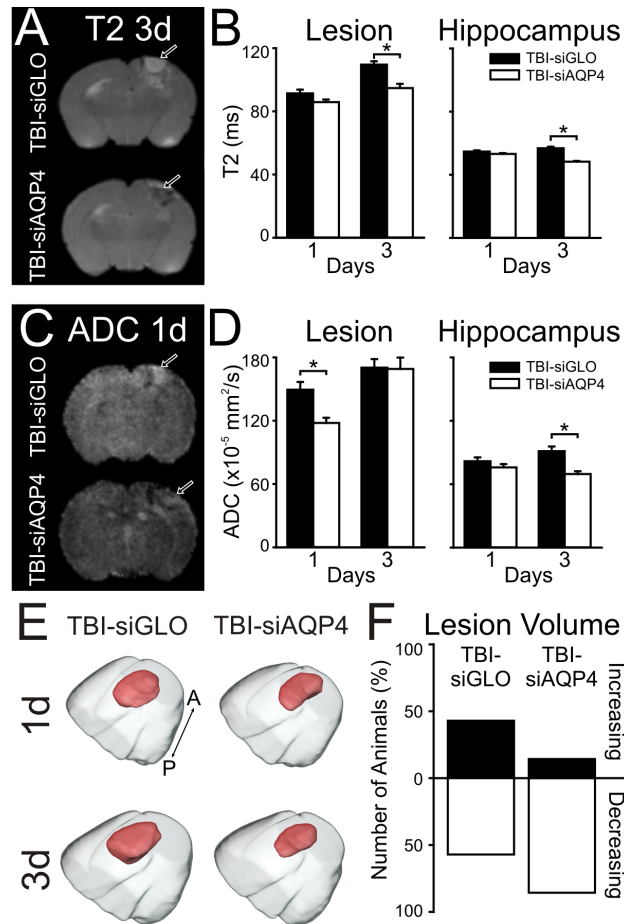 A T2 3d
TBI-siGLO
TBI-siAQP4
B Lesion Hippocampus
TBI-siGLO
TBI-siAQP4
T2 (ms)
120
80
40
0
*
*
1 3
Days
1 3
Days
C ADC 1d
TBI-siGLO
TBI-siAQP4
D Lesion Hippocampus
TBI-siGLO
TBI-siAQP4
ADC (x10⁻⁵ mm²/s)
180
120
60
0
*
*
1 3
Days
1 3
Days
E TBI-siGLO TBI-siAQP4
1d
A
P
3d
F Lesion Volume
TBI-siGLO
TBI-siAQP4
Number of Animals (%)
100
50
0
50
100
Increasing
Decreasing